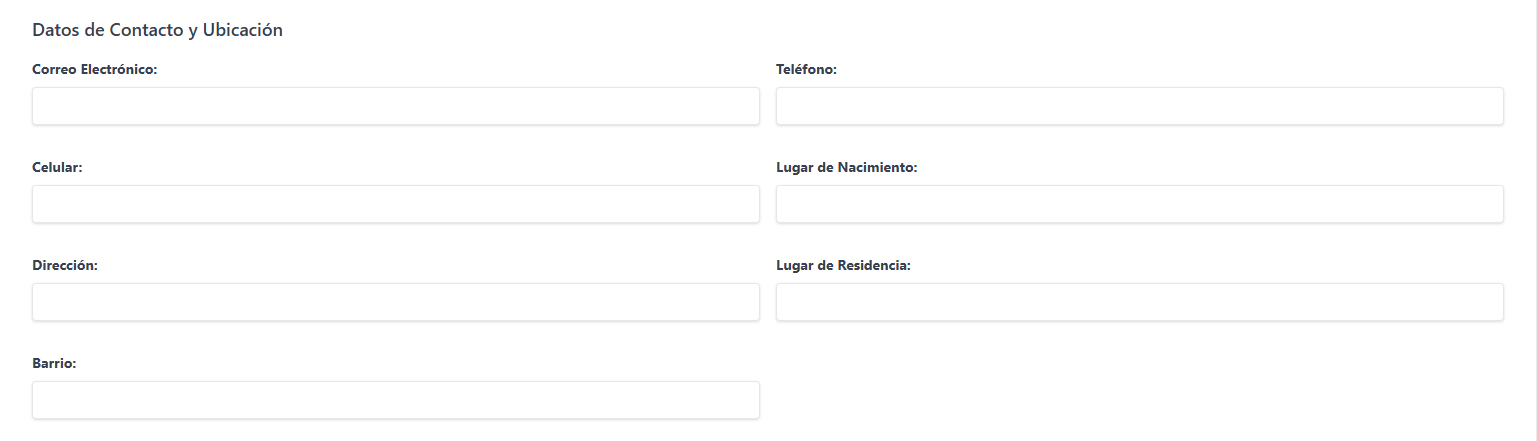 Datos de Contacto y Ubicación
Correo Electrónico:
Teléfono:
Celular:
Lugar de Nacimiento:
Dirección:
Lugar de Residencia:
Barrio: